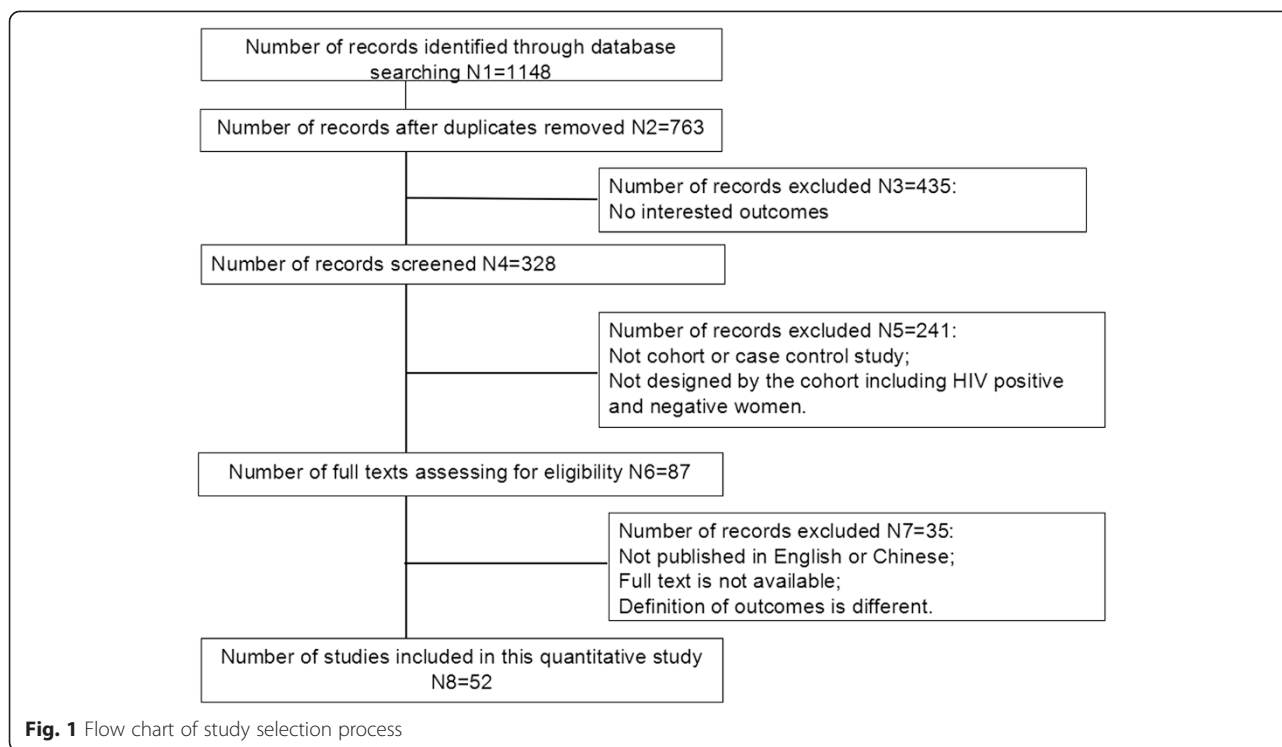 Number of records identified through database
searching N1=1148
Number of records after duplicates removed N2=763
Number of records excluded N3=435:
No interested outcomes
Number of records screened N4=328
Number of records excluded N5=241:
Not cohort or case control study;
Not designed by the cohort including HIV positive
and negative women.
Number of full texts assessing for eligibility N6=87
Number of records excluded N7=35:
Not published in English or Chinese;
Full text is not available;
Definition of outcomes is different.
Number of studies included in this quantitative study
N8=52
Fig. 1 Flow chart of study selection process